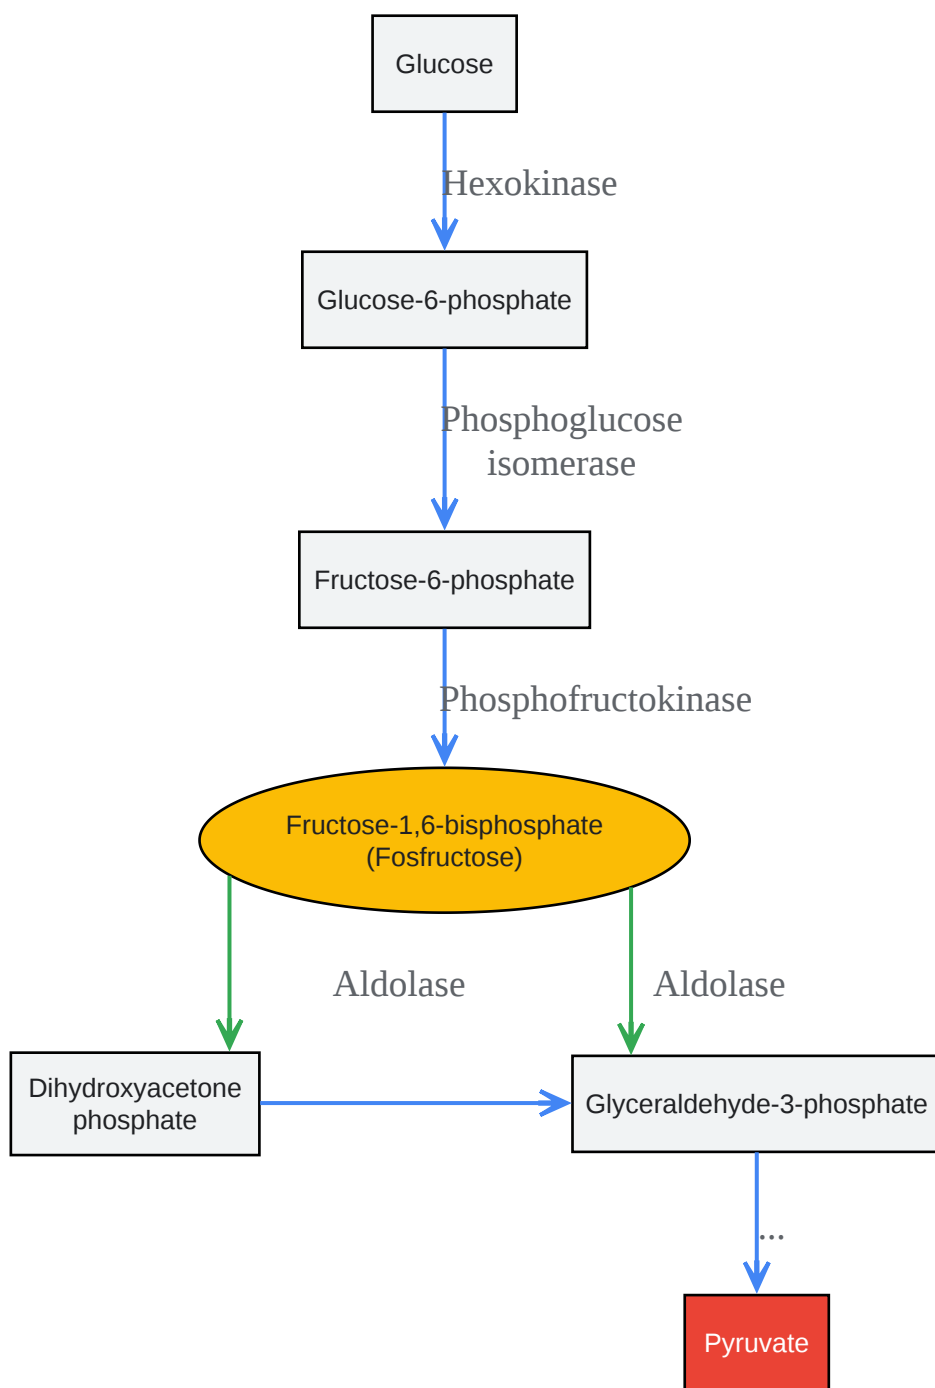 Glucose
Hexokinase
Glucose-6-phosphate
Phosphoglucose
isomerase
Fructose-6-phosphate
Phosphofructokinase
Fructose-1,6-bisphosphate
(Fosfructose)
Aldolase
Aldolase
Dihydroxyacetone
phosphate
Glyceraldehyde-3-phosphate
...
Pyruvate